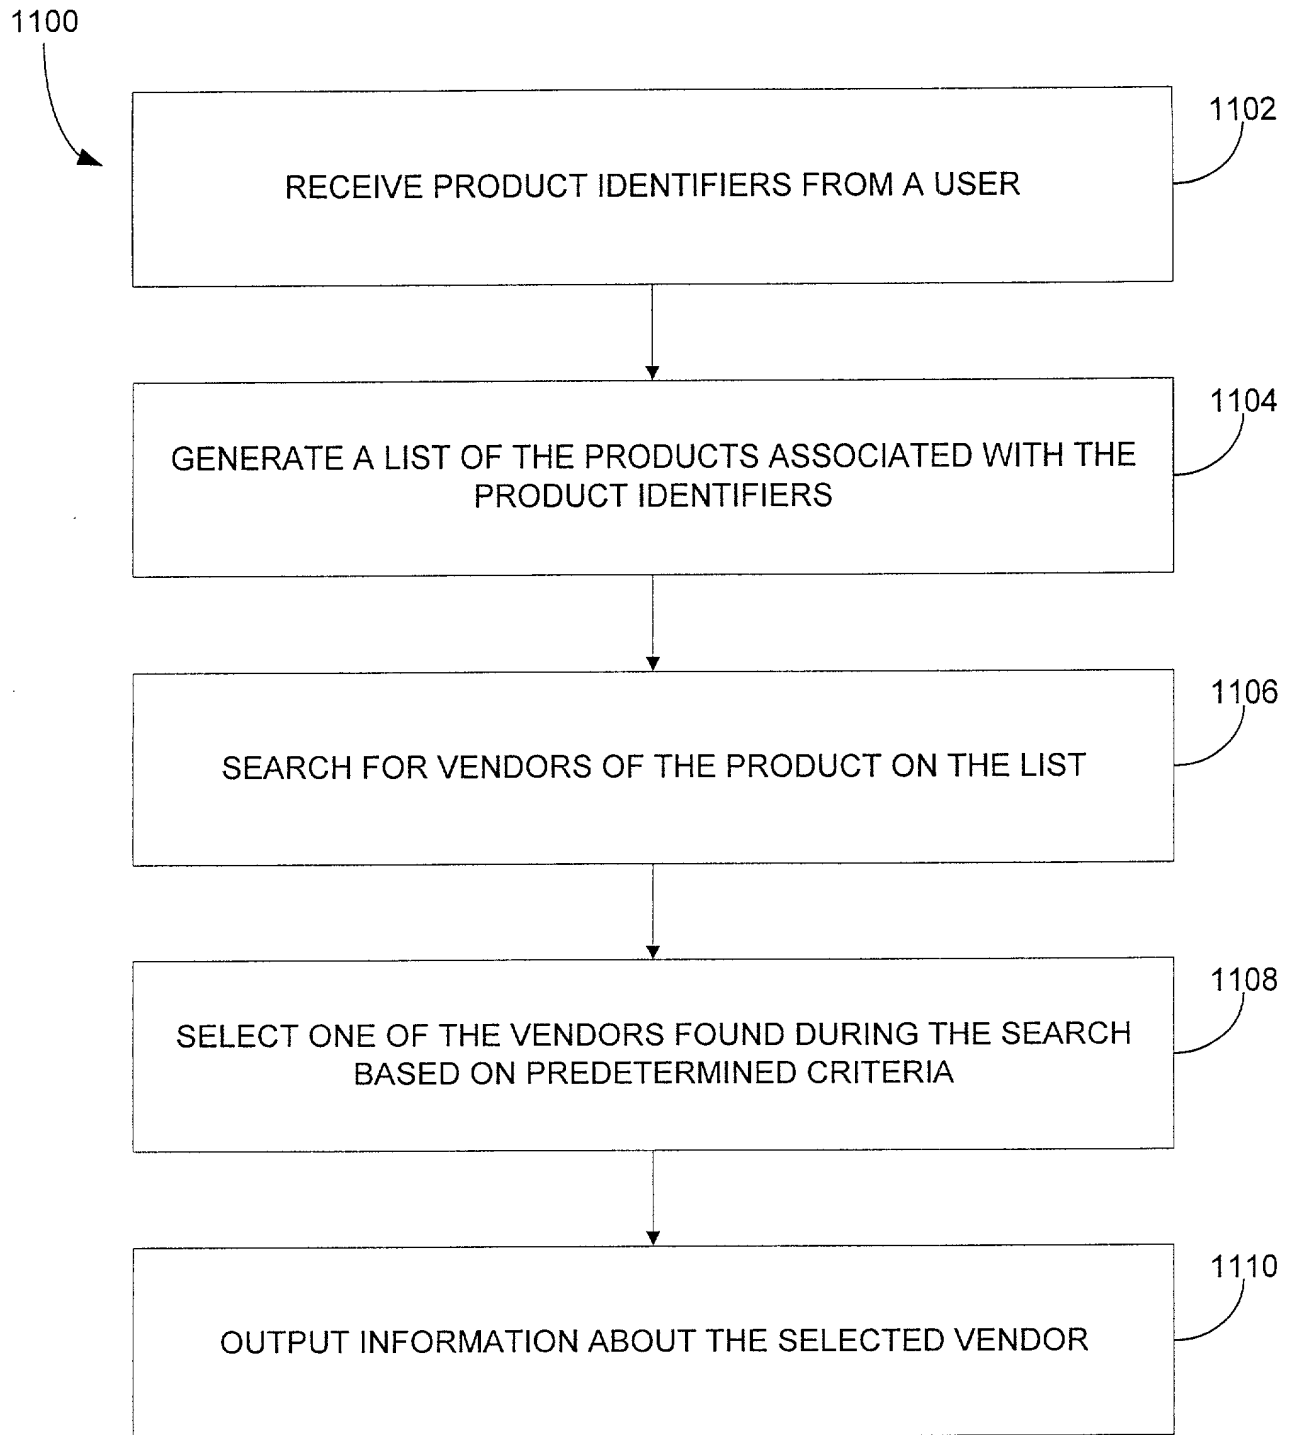 1100
1102
RECEIVE PRODUCT IDENTIFIERS FROM A USER
1104
GENERATE A LIST OF THE PRODUCTS ASSOCIATED WITH THE
PRODUCT IDENTIFIERS
1106
SEARCH FOR VENDORS OF THE PRODUCT ON THE LIST
1108
SELECT ONE OF THE VENDORS FOUND DURING THE SEARCH
BASED ON PREDETERMINED CRITERIA
1110
OUTPUT INFORMATION ABOUT THE SELECTED VENDOR